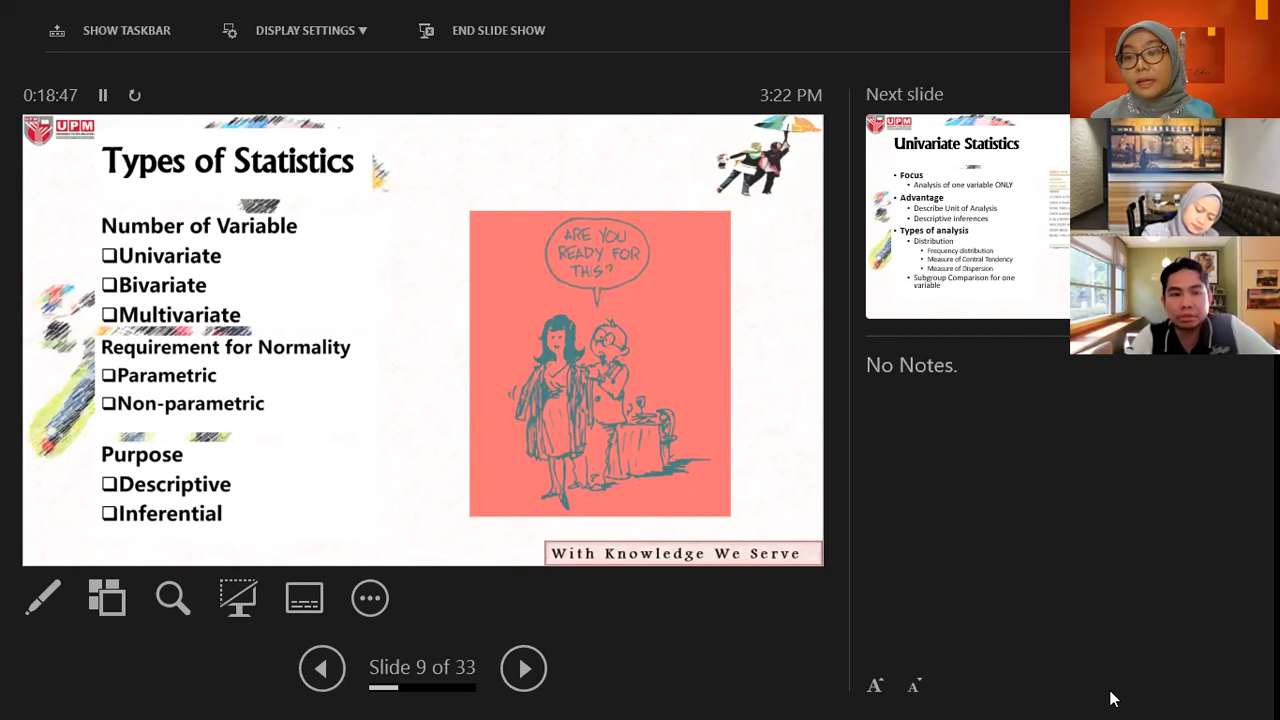 SHOW TASKBAR
DISPLAY SETTINGS ▼
END SLIDE SHOW
0:18:47
3:22 PM
UPM
Types of Statistics
Number of Variable
❑Univariate
❑Bivariate
❑Multivariate
Requirement for Normality
❑Parametric
❑Non-parametric
Purpose
❑Descriptive
❑Inferential
ARE YOU
READY FOR
THIS?
With Knowledge We Serve
Slide 9 of 33
Next slide
UPM
Univariate Statistics
• Focus
• Analysis of one variable ONLY
• Advantage
• Describe Unit of Analysis
• Descriptive inferences
• Types of analysis
• Distribution
• Frequency distribution
• Measure of Central Tendency
• Measure of Dispersion
• Subgroup Comparison for one
variable
No Notes.
A A